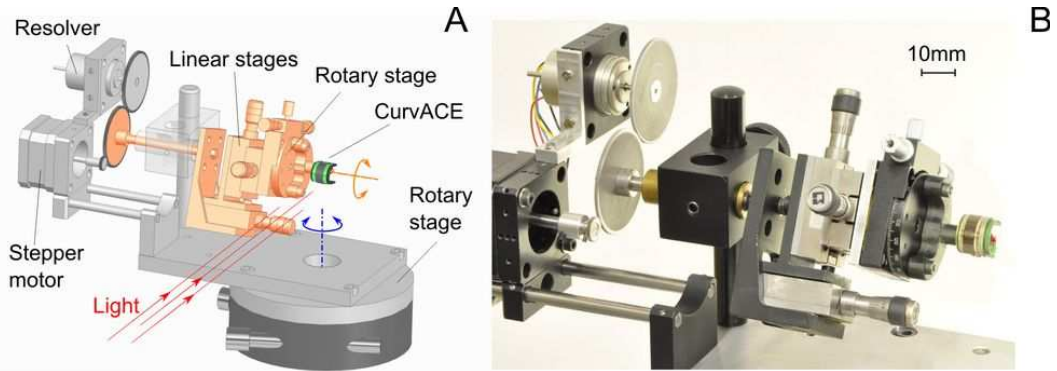 A
B
Resolver
Linear stages
Rotary stage
CurvACE
10mm
Rotary
stage
Stepper
motor
Light